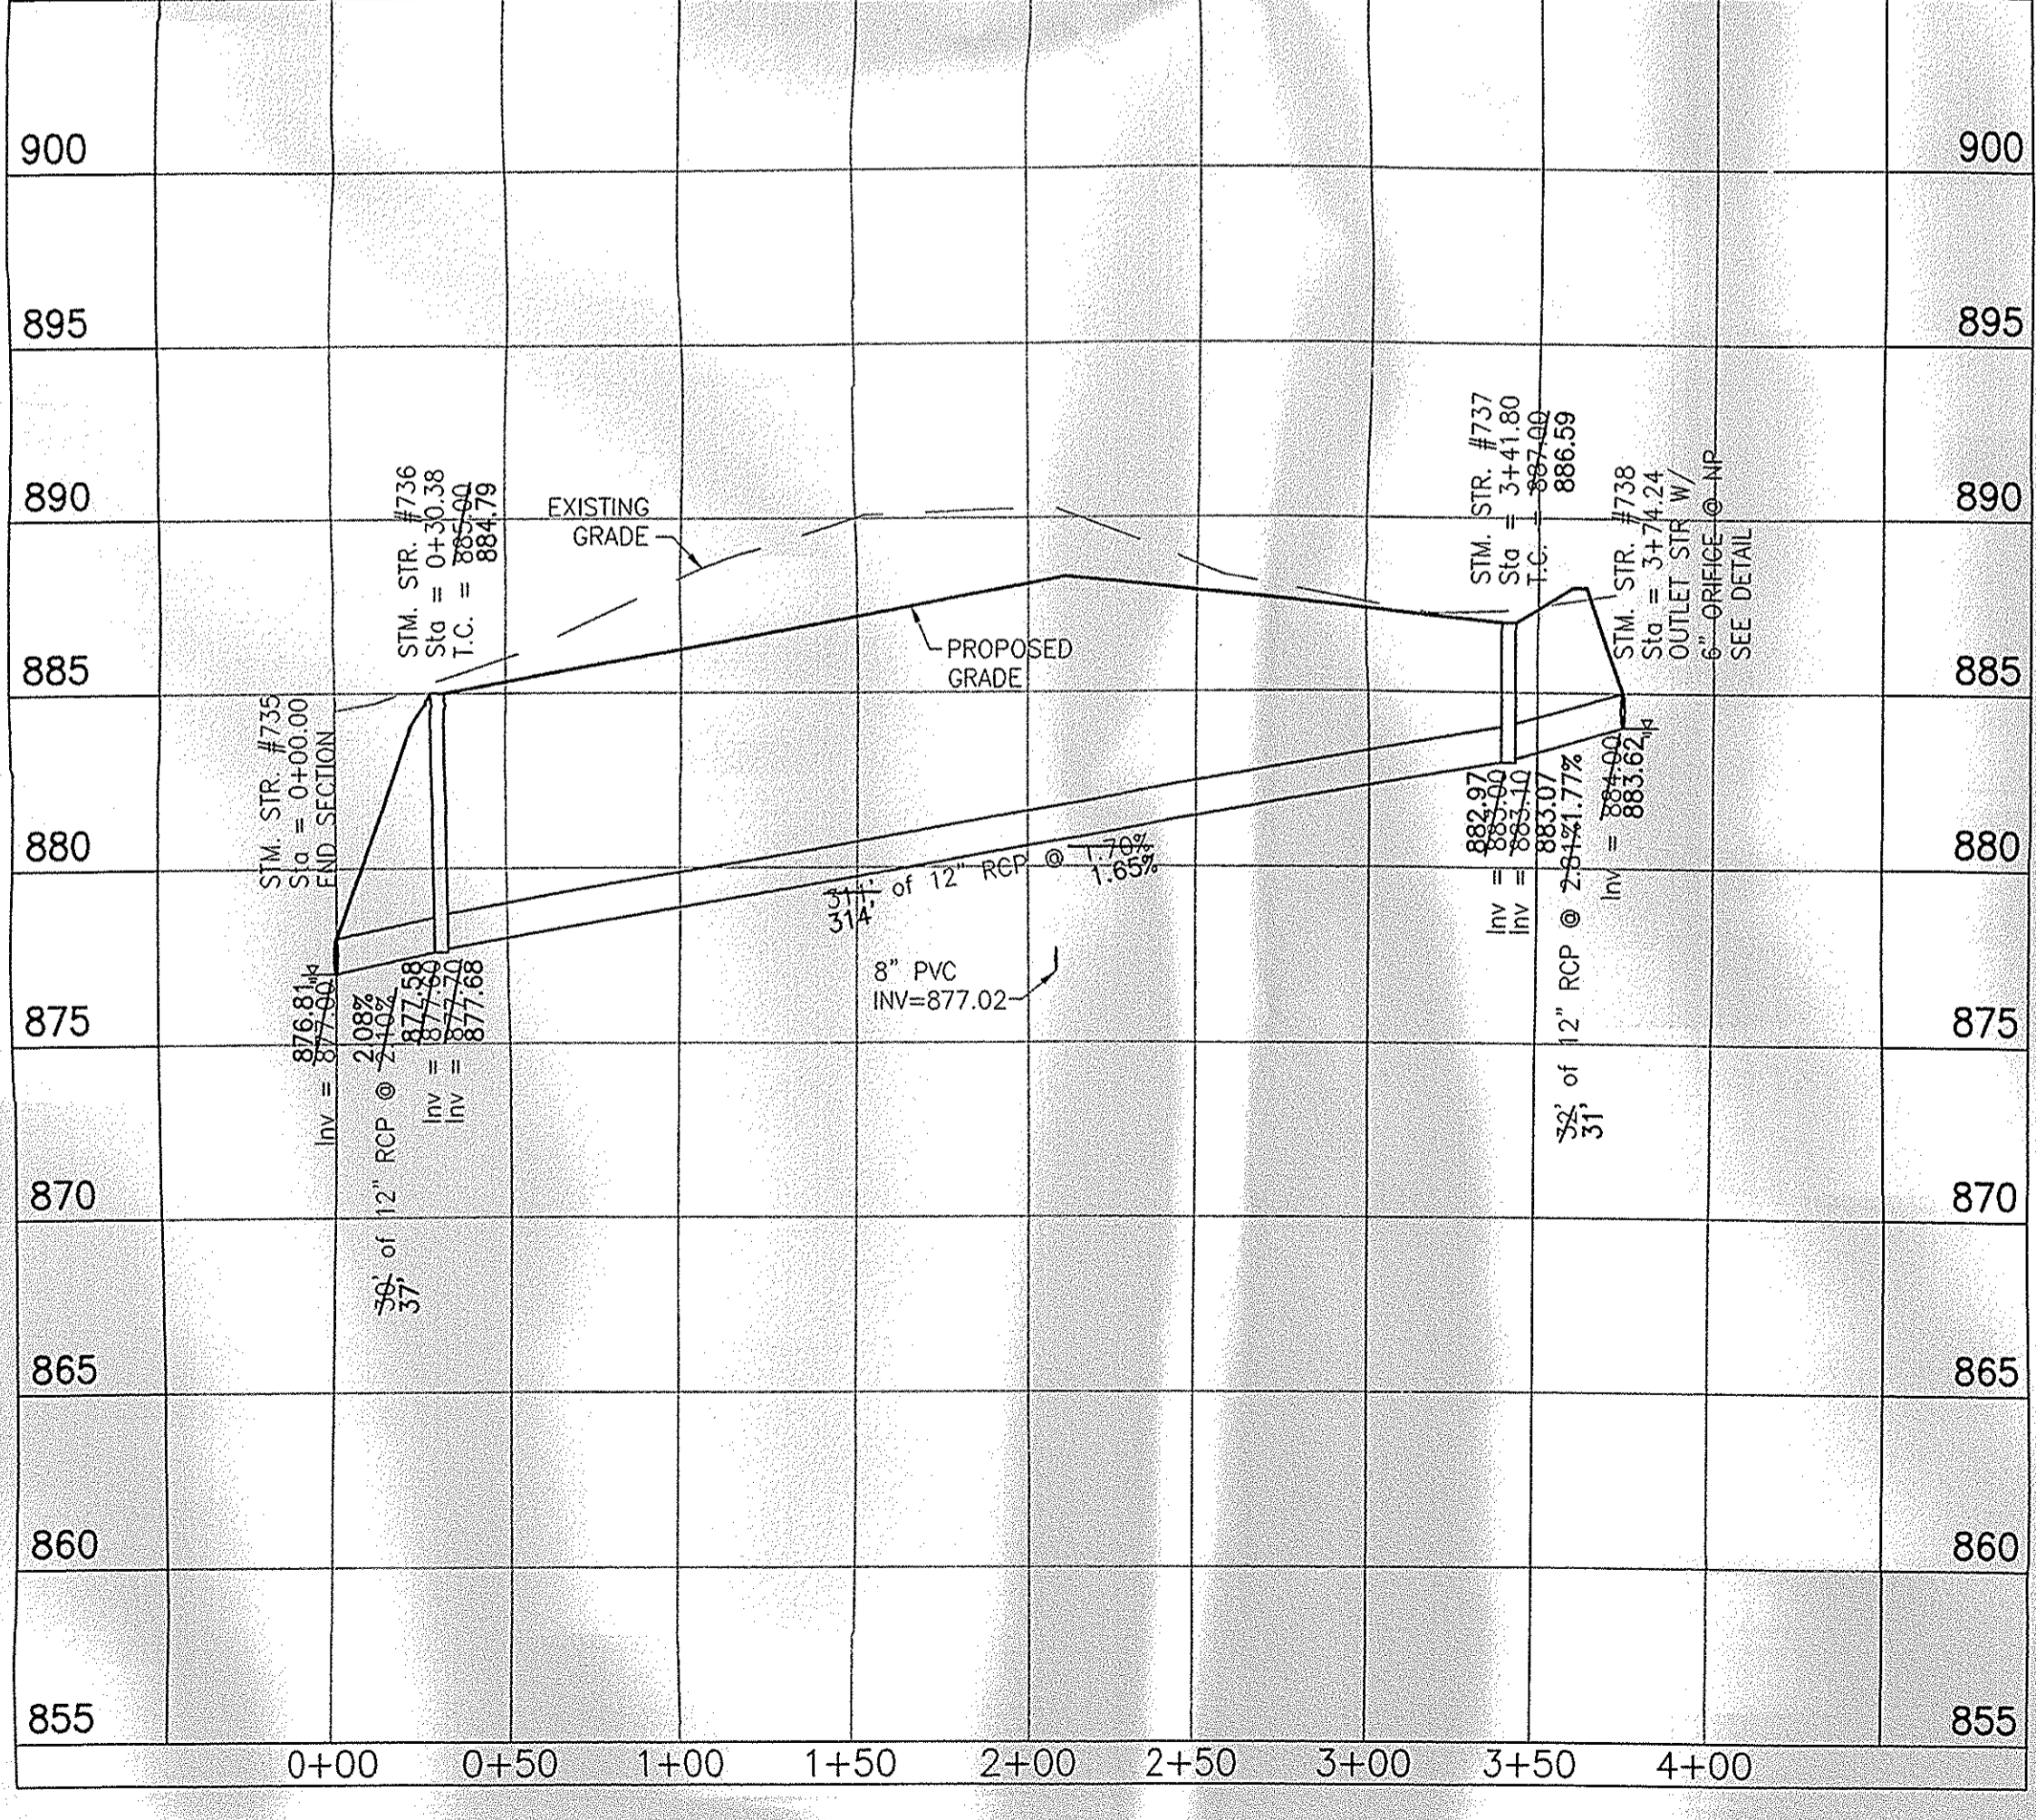 900
900
895
895
890
890
885
885
880
880
875
875
870
870
865
865
860
860
855
855
STM. STR. #735
Sta = 0+00.00
END SECTION
STM. STR. #736
Sta = 0+30.38
T.C. = 885.00
884.79
EXISTING
GRADE
PROPOSED
GRADE
STM. STR. #737
Sta = 3+41.80
T.C. = 887.00
886.59
STM. STR. #738
Sta = 3+74.24
OUTLET STR W/
6" ORIFICE @ NP
SEE DETAIL
876.81
Inv = 877.00
2.08%
30' of 12" RCP @ 2.10%
37'
877.58
Inv = 877.60
Inv = 877.70
877.68
311' of 12" RCP @ 1.70%
314' 1.65%
8" PVC
INV=877.02
882.97
Inv = 883.00
Inv = 883.10
883.07
32' of 12" RCP @ 2.81% 1.77%
31'
Inv = 884.00
883.62
0+00 0+50 1+00 1+50 2+00 2+50 3+00 3+50 4+00